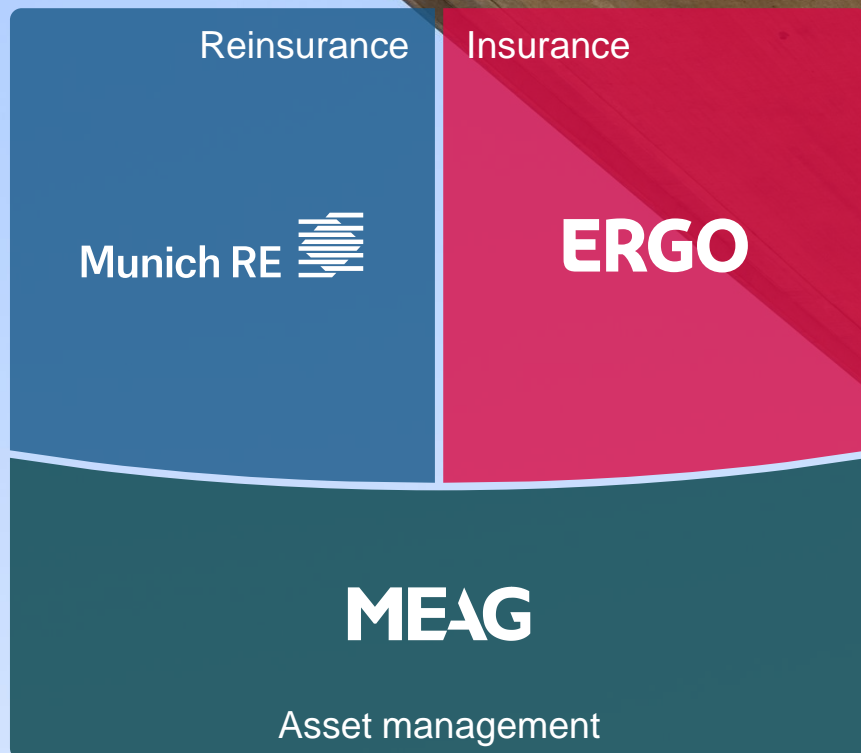 Reinsurance
Insurance
Munich RE
ERGO
MEAG
Asset management